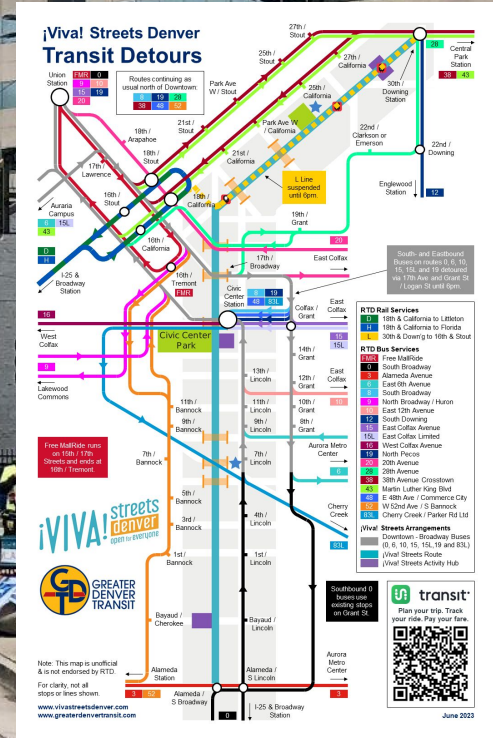 ¡Viva! Streets Denver
Transit Detours
Union
Station
FMR 0
9 10
15 19
20
Routes continuing as
usual north of Downtown:
8 19 28
38 48 52
27th /
Stout
25th /
Stout
Park Ave
W / Stout
27th /
California
25th /
California
28
Central
Park
Station
38 43
30th /
Downing
Station
18th /
Arapahoe
21st /
Stout
18th /
Stout
21st /
California
Park Ave W
/ California
22nd /
Clarkson or
Emerson
22nd /
Downing
17th /
Lawrence
16th /
Stout
18th /
California
L Line
suspended
until 6pm.
Englewood
Station
12
Auraria
Campus
6 15L
43
16th /
California
19th /
Grant
20
East Colfax
D
H
I-25 &
Broadway
Station
17th /
Broadway
16th /
Tremont
FMR
South- and Eastbound
Buses on routes 0, 6, 10,
15, 15L and 19 detoured
via 17th Ave and Grant St
/ Logan St until 6pm.
Civic
Center
Station
8 19
48 83L
Colfax /
Grant
East
Colfax
15
15L
16
West
Colfax
9
Lakewood
Commons
Civic Center
Park
14th /
Grant
13th /
Lincoln
12th /
Grant
East
Colfax
10
11th /
Bannock
11th /
Lincoln
10th /
Grant
9th /
Bannock
9th /
Lincoln
8th /
Grant
Aurora Metro
Center
6
Free MallRide runs
on 15th / 17th
Streets and ends at
16th / Tremont.
7th /
Bannock
7th /
Lincoln
5th /
Bannock
4th /
Lincoln
Cherry
Creek
83L
3rd /
Bannock
1st /
Bannock
1st /
Lincoln
¡VIVA! streets
denver
open for everyone
GTD
GREATER
DENVER
TRANSIT
Bayaud /
Cherokee
Bayaud /
Lincoln
Southbound 0
buses use
existing stops
on Grant St.
Note: This map is unofficial
& is not endorsed by RTD.
For clarity, not all
stops or lines shown.
www.vivastreetsdenver.com
www.greaterdenvertransit.com
Alameda
Station
3 52
Alameda /
S Broadway
Alameda /
S Lincoln
0
I-25 & Broadway
Station
Aurora
Metro
Center
3
RTD Rail Services
D 18th & California to Littleton
H 18th & California to Florida
L 30th & Down'g to 16th & Stout
RTD Bus Services
FMR Free MallRide
0 South Broadway
3 Alameda Avenue
6 East 6th Avenue
8 South Broadway
9 North Broadway / Huron
10 East 12th Avenue
12 South Downing
15 East Colfax Avenue
15L East Colfax Limited
16 West Colfax Avenue
19 North Pecos
20 20th Avenue
28 28th Avenue
38 38th Avenue Crosstown
43 Martin Luther King Blvd
48 E 48th Ave / Commerce City
52 W 52nd Ave / S Bannock
83L Cherry Creek / Parker Rd Ltd
¡Viva! Streets Arrangements
Downtown - Broadway Buses
(0, 6, 10, 15, 15L,19 and 83L)
¡Viva! Streets Route
¡Viva! Streets Activity Hub
transit
Plan your trip. Track
your ride. Pay your fare.
June 2023